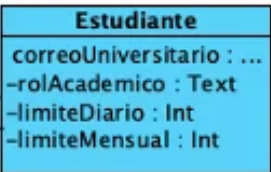 Estudiante
correoUniversitario : ...
-rolAcademico : Text
-limiteDiario : Int
-limiteMensual : Int